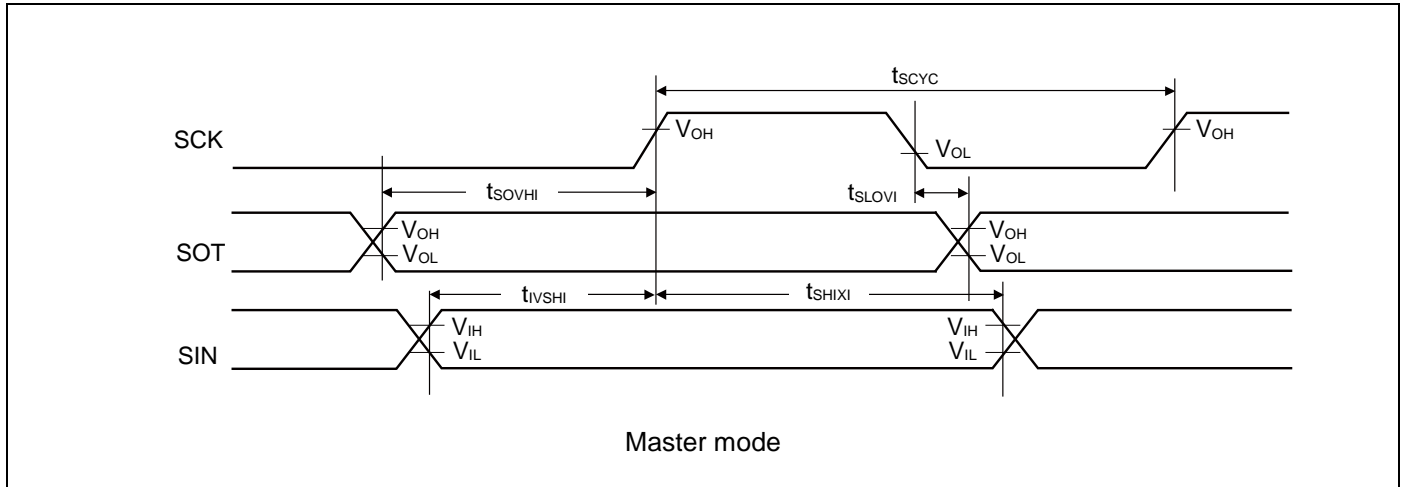 tSCYC
SCK
VOH
VOL
VOH
tSOVHI
tSLOVI
SOT
VOH
VOL
VOH
VOL
tIVSHI
tSHIXI
SIN
VIH
VIL
VIH
VIL
Master mode